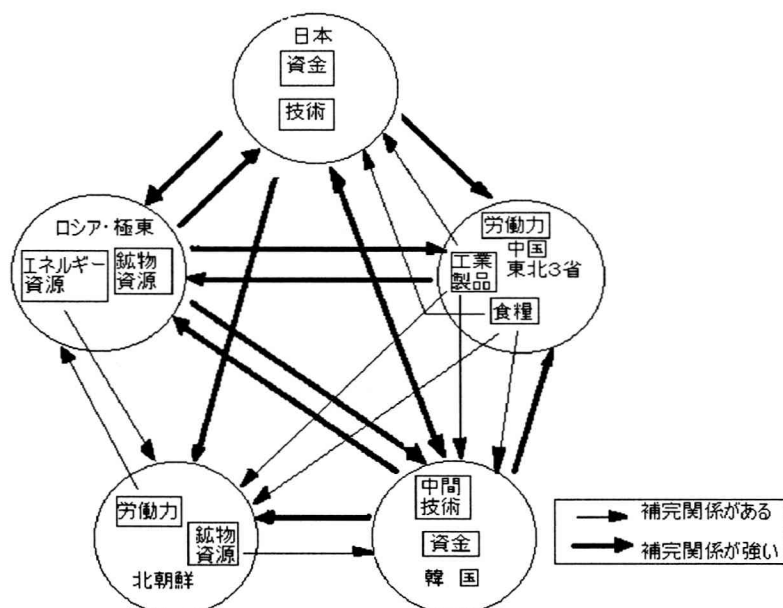 日本
資金
技術
ロシア・極東
エネルギー
資源
鉱物
資源
労働力
中国
東北3省
工業
製品
食糧
労働力
鉱物
資源
北朝鮮
中間
技術
資金
韓国
補完関係がある
補完関係が強い